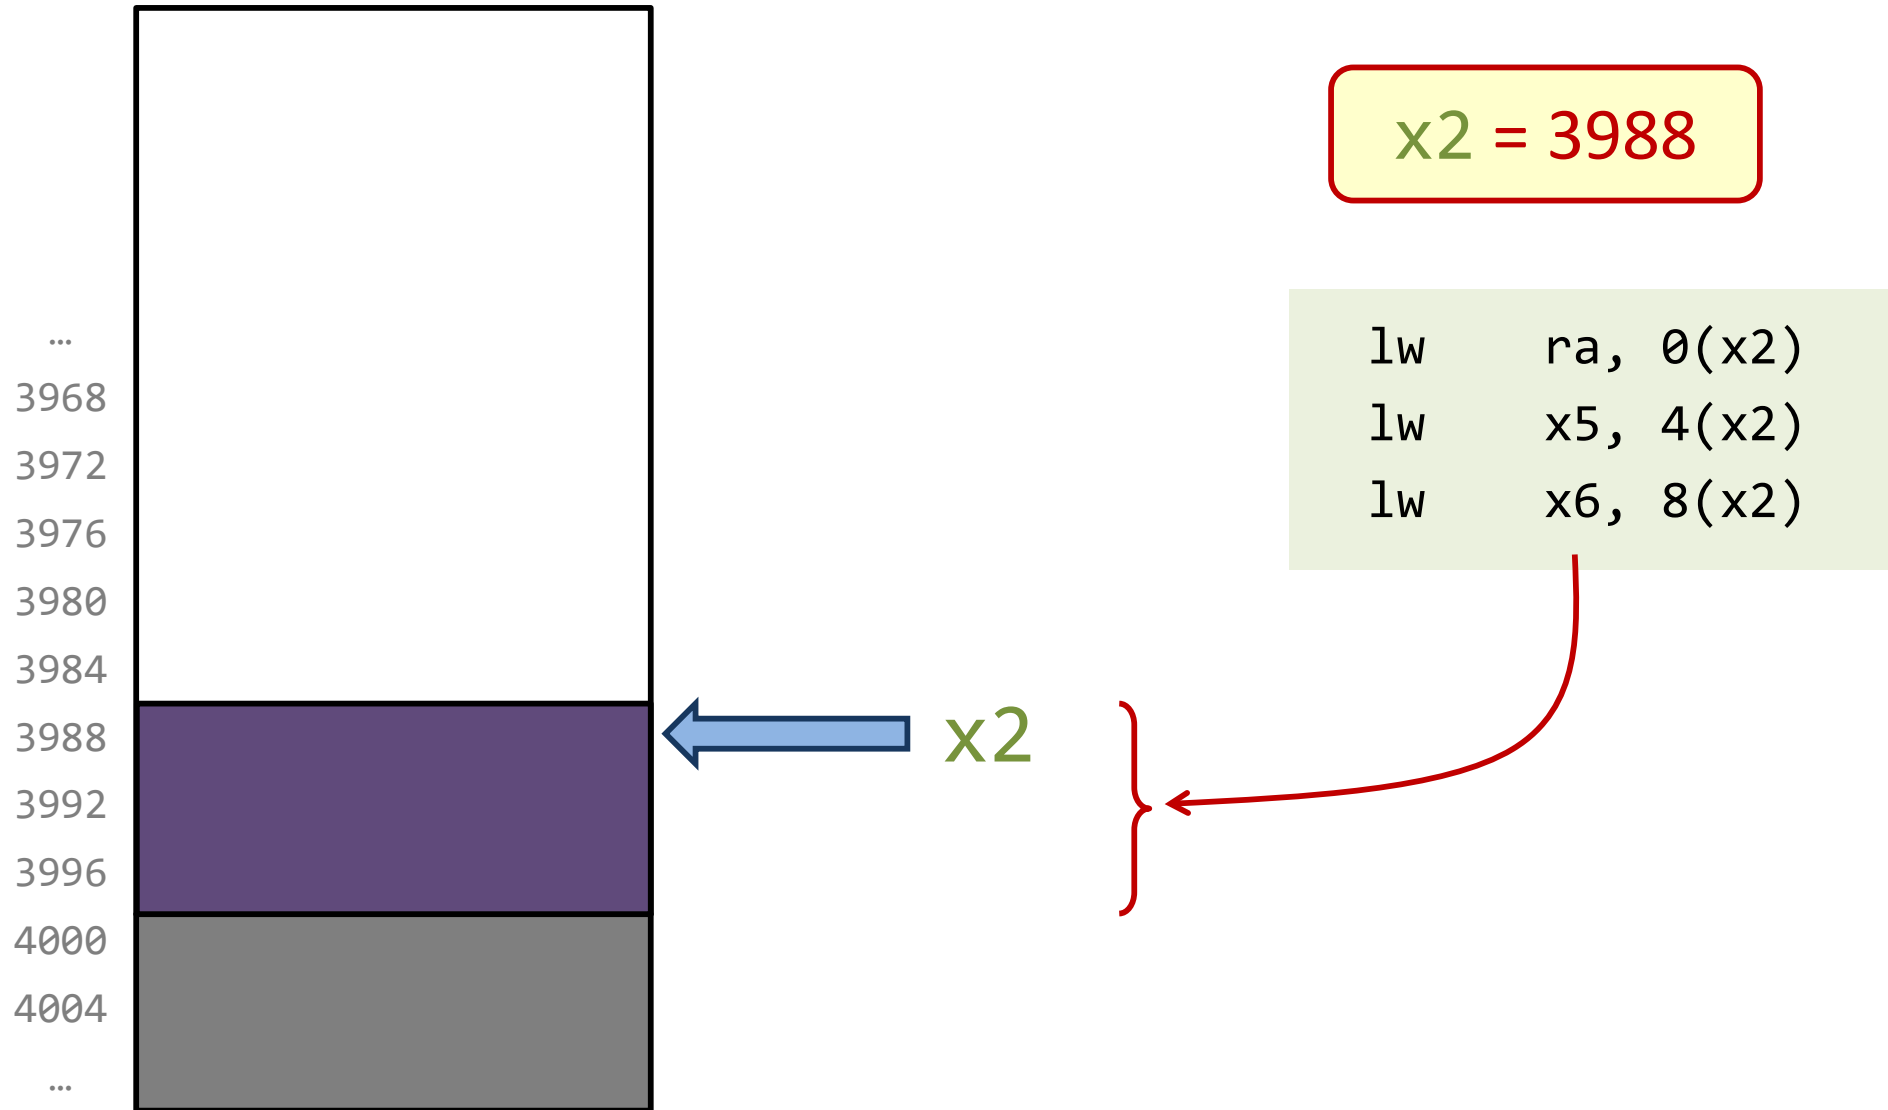 x2 = 3988
lw ra, 0(x2)
lw x5, 4(x2)
lw x6, 8(x2)
…
3968
3972
3976
3980
3984
3988
3992
3996
4000
4004
…
x2